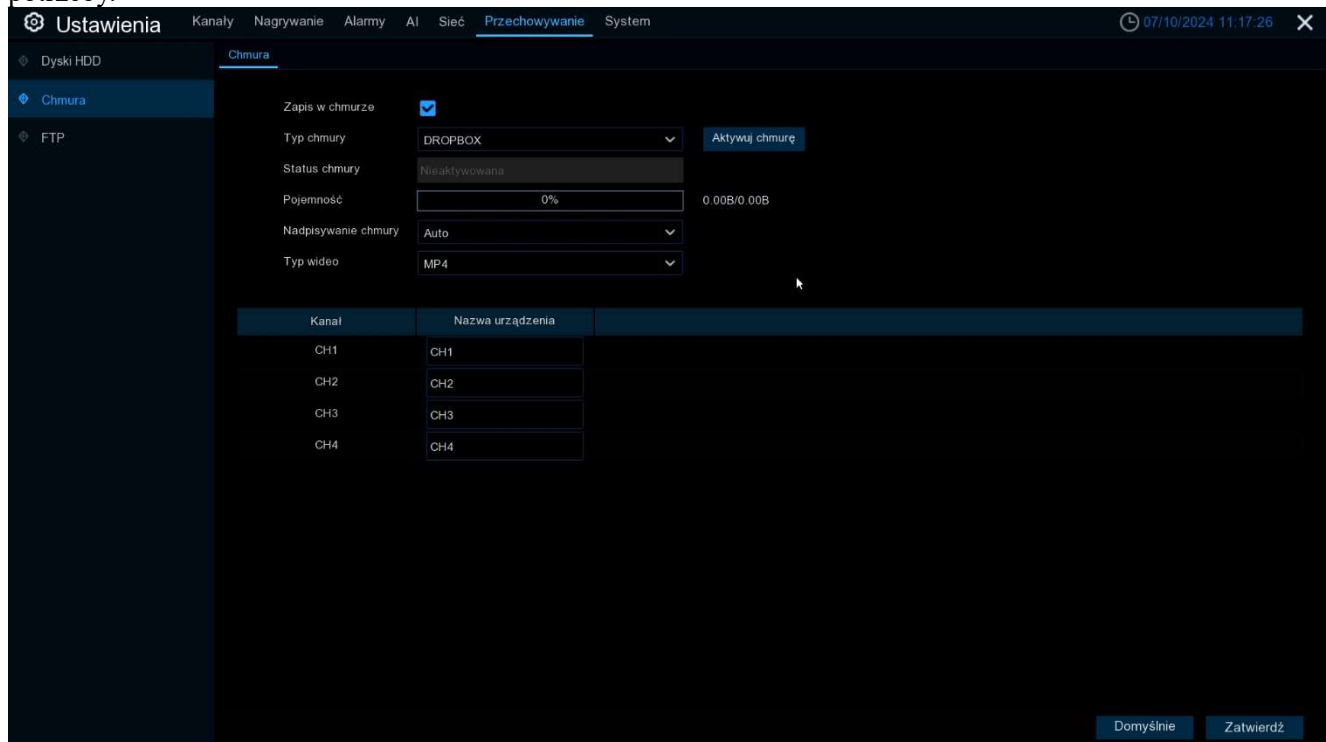 Ustawienia Kanały Nagrywanie Alarmy AI Sieć Przechowywanie System 07/10/2024 11:17:26
Dyski HDD
Chmura
FTP
Chmura
Zapis w chmurze
Typ chmury DROPBOX Aktywuj chmurę
Status chmury Nieaktywowana
Pojemność 0% 0.00B/0.00B
Nadpisywanie chmury Auto
Typ wideo MP4
Kanał Nazwa urządzenia
CH1 CH1
CH2 CH2
CH3 CH3
CH4 CH4
Domyślnie Zatwierdź